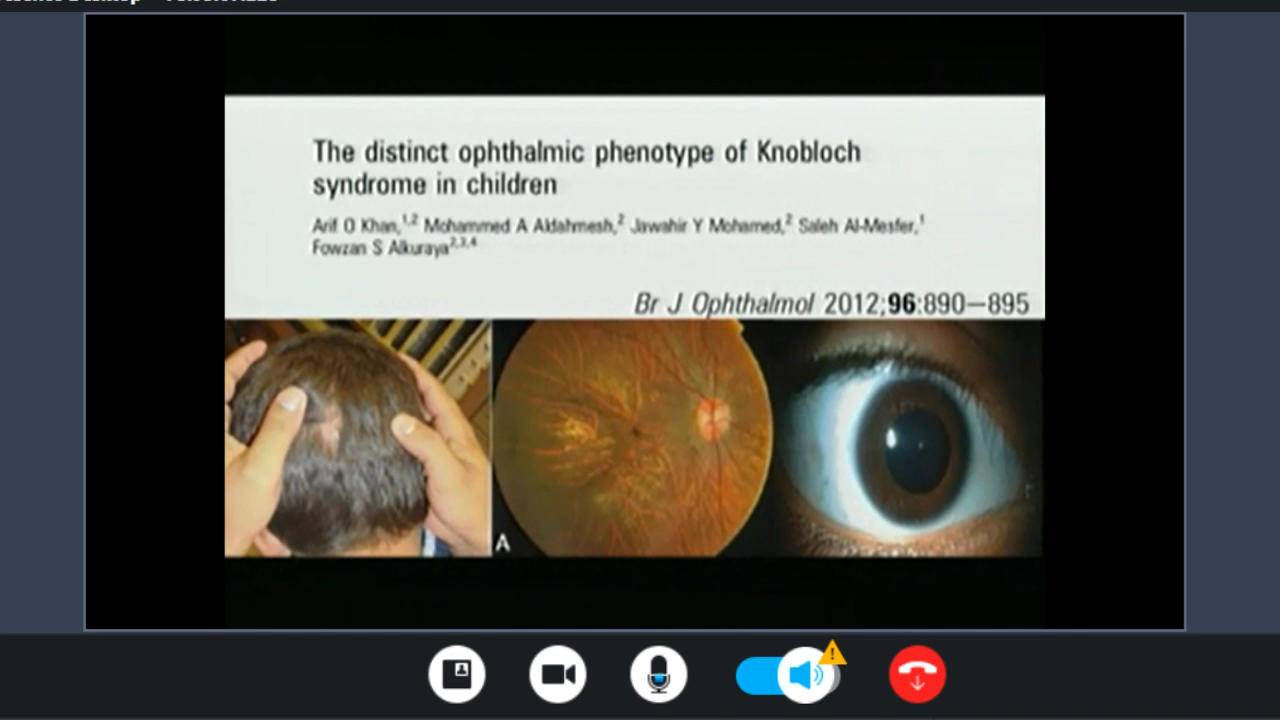 The distinct ophthalmic phenotype of Knobloch
syndrome in children
Arif O Khan,1,2 Mohammed A Aldahmesh,2 Jawahir Y Mohamed,2 Saleh Al-Mesfer,1
Fowzan S Alkuraya2,3,4
Br J Ophthalmol 2012;96:890–895
A